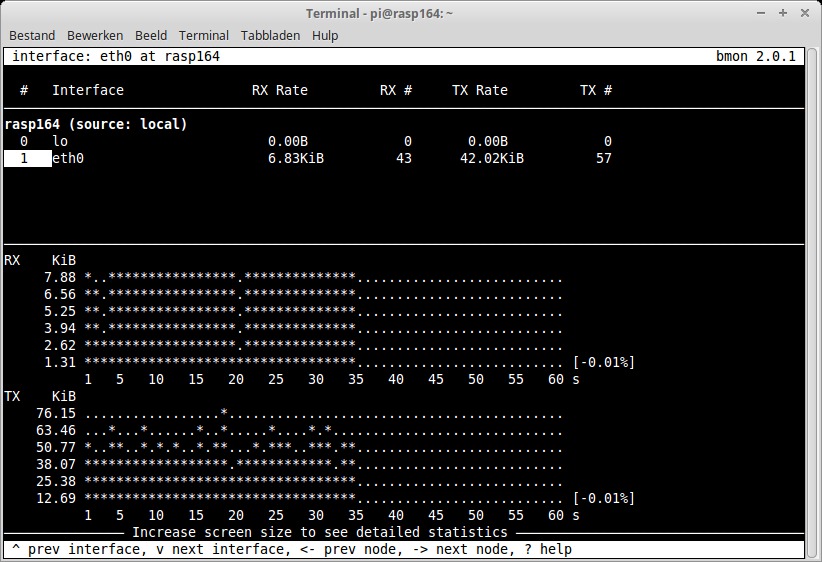 Terminal - pi@rasp164: ~
Bestand Bewerken Beeld Terminal Tabbladen Hulp
interface: eth0 at rasp164 bmon 2.0.1
# Interface RX Rate RX # TX Rate TX #
rasp164 (source: local)
0 lo 0.00B 0 0.00B 0
1 eth0 6.83KiB 43 42.02KiB 57
RX KiB
7.88 *..****************.**************..........................
6.56 **.****************.**************..........................
5.25 **.****************.**************..........................
3.94 **.****************.**************..........................
2.62 *******************.**************..........................
1.31 **********************************.......................... [-0.01%]
1 5 10 15 20 25 30 35 40 45 50 55 60 s
TX KiB
76.15 .................*..........................................
63.46 ...*...*......*..*.....*....*.*.............................
50.77 *..**..*.*.*..*.**...*.***...***.**.........................
38.07 ******************.************.**..........................
25.38 **********************************..........................
12.69 **********************************.......................... [-0.01%]
1 5 10 15 20 25 30 35 40 45 50 55 60 s
Increase screen size to see detailed statistics
^ prev interface, v next interface, <- prev node, -> next node, ? help